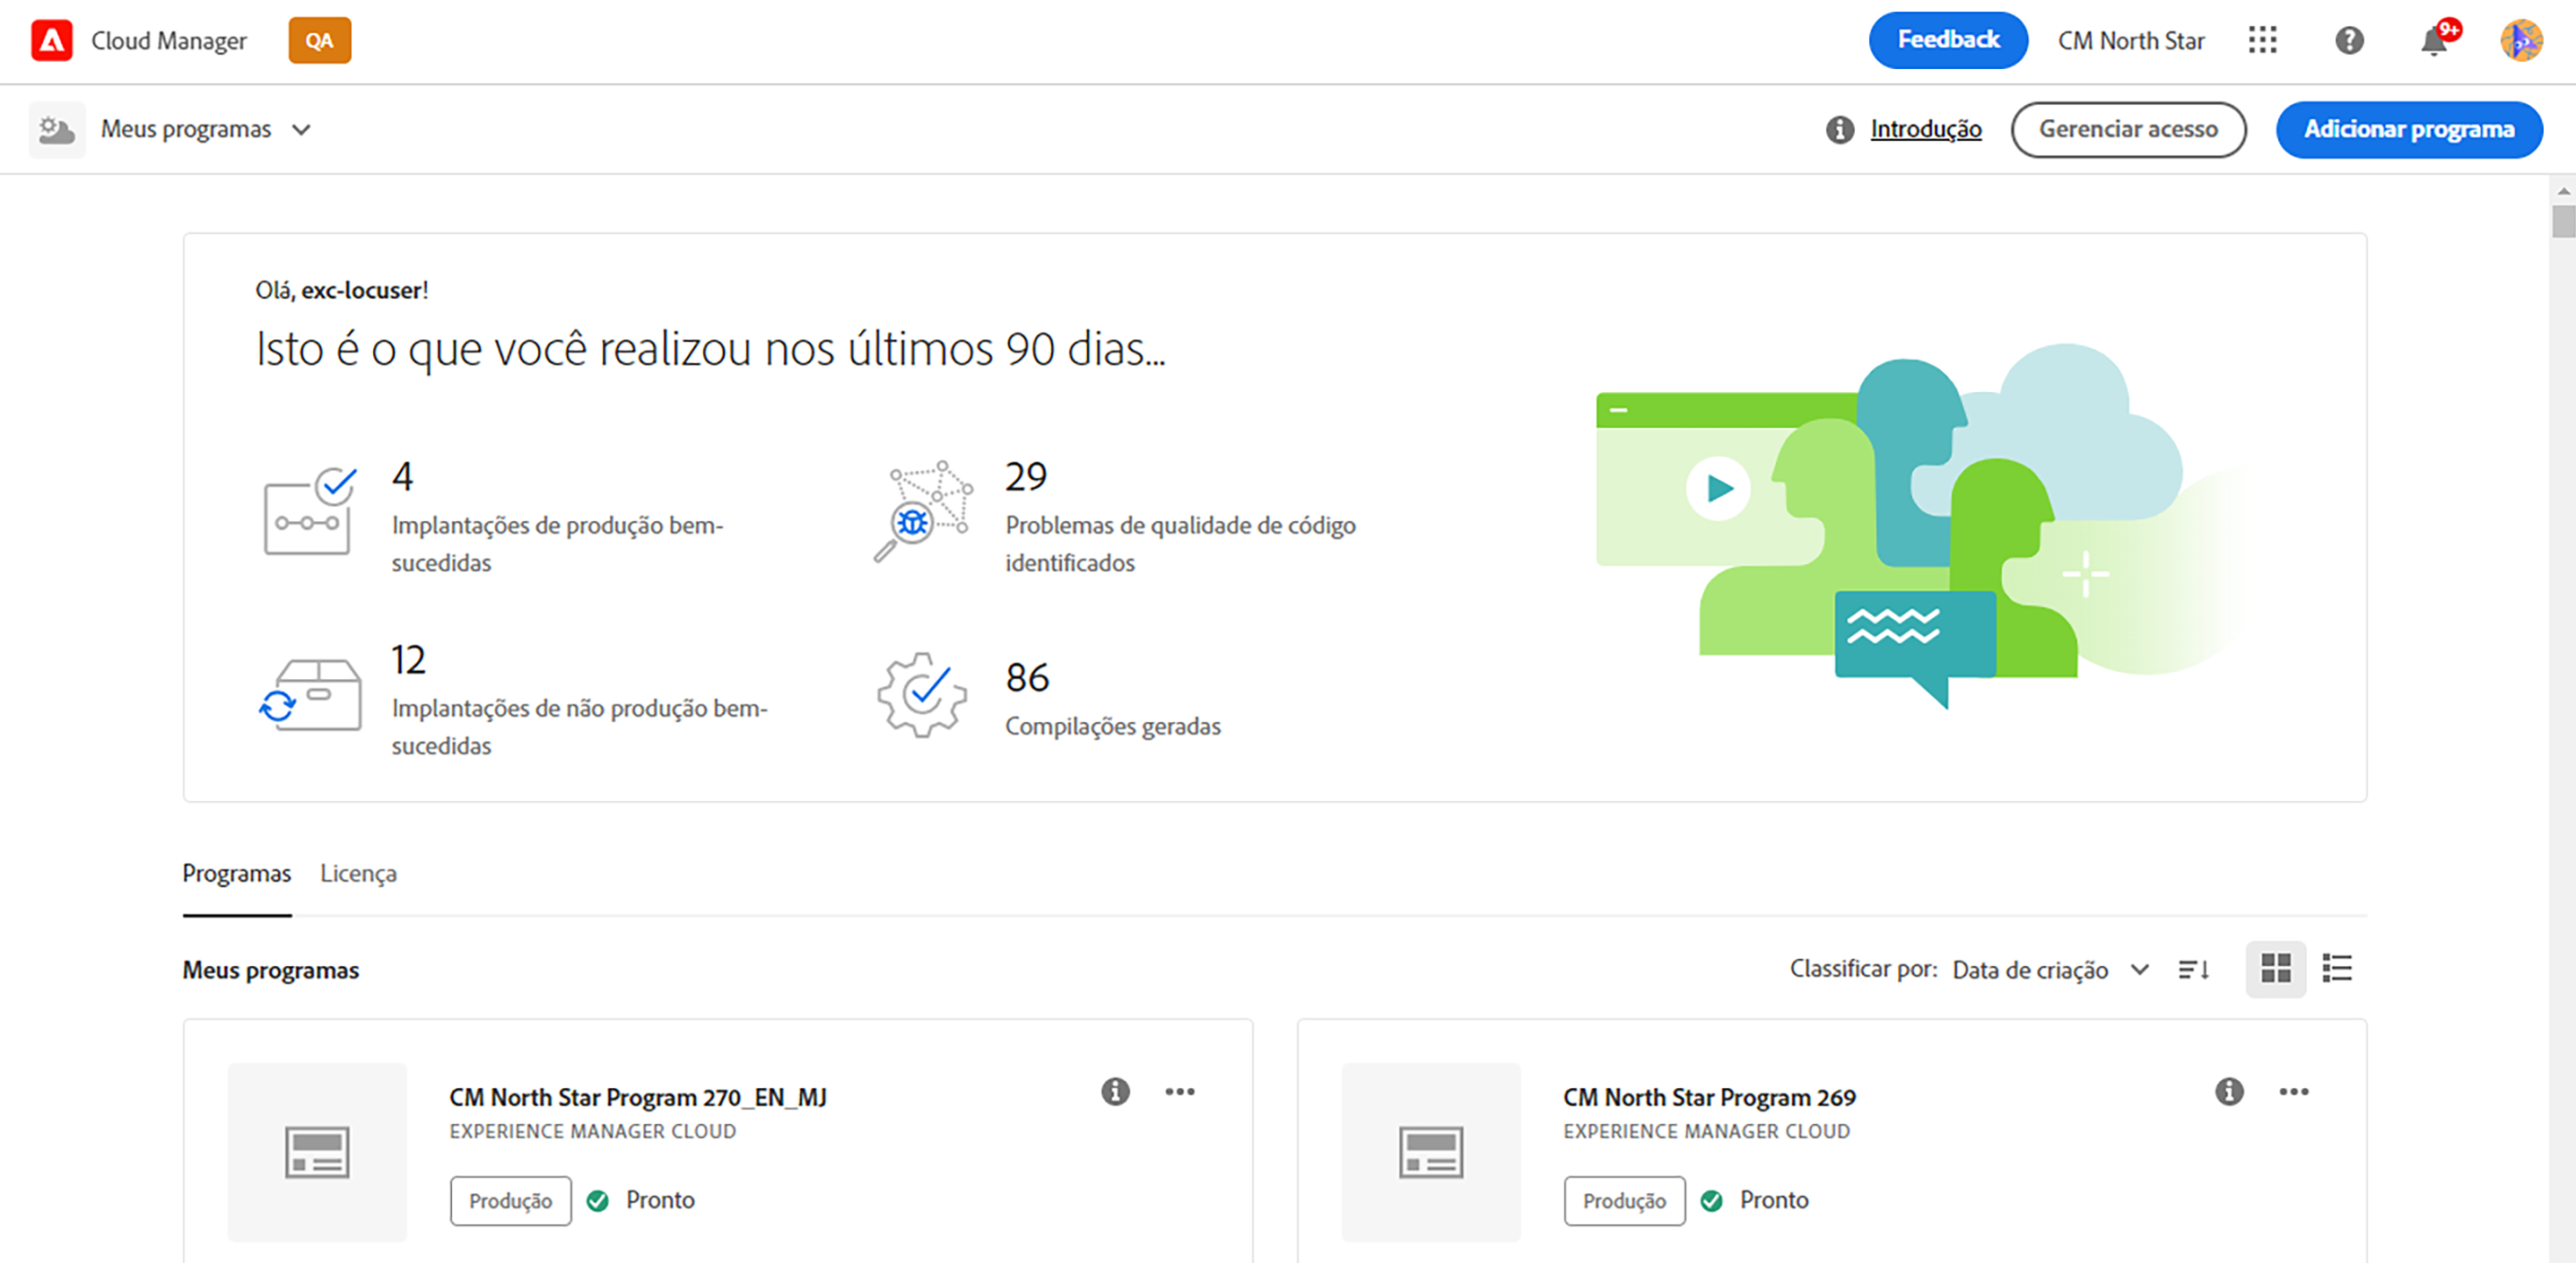 Cloud Manager QA Feedback CM North Star 9+
Meus programas Introdução Gerenciar acesso Adicionar programa
Olá, exc-locuser!
Isto é o que você realizou nos últimos 90 dias...
4
Implantações de produção bem-
sucedidas
29
Problemas de qualidade de código
identificados
12
Implantações de não produção bem-
sucedidas
86
Compilações geradas
Programas Licença
Meus programas Classificar por: Data de criação
CM North Star Program 270_EN_MJ
EXPERIENCE MANAGER CLOUD
Produção Pronto
CM North Star Program 269
EXPERIENCE MANAGER CLOUD
Produção Pronto